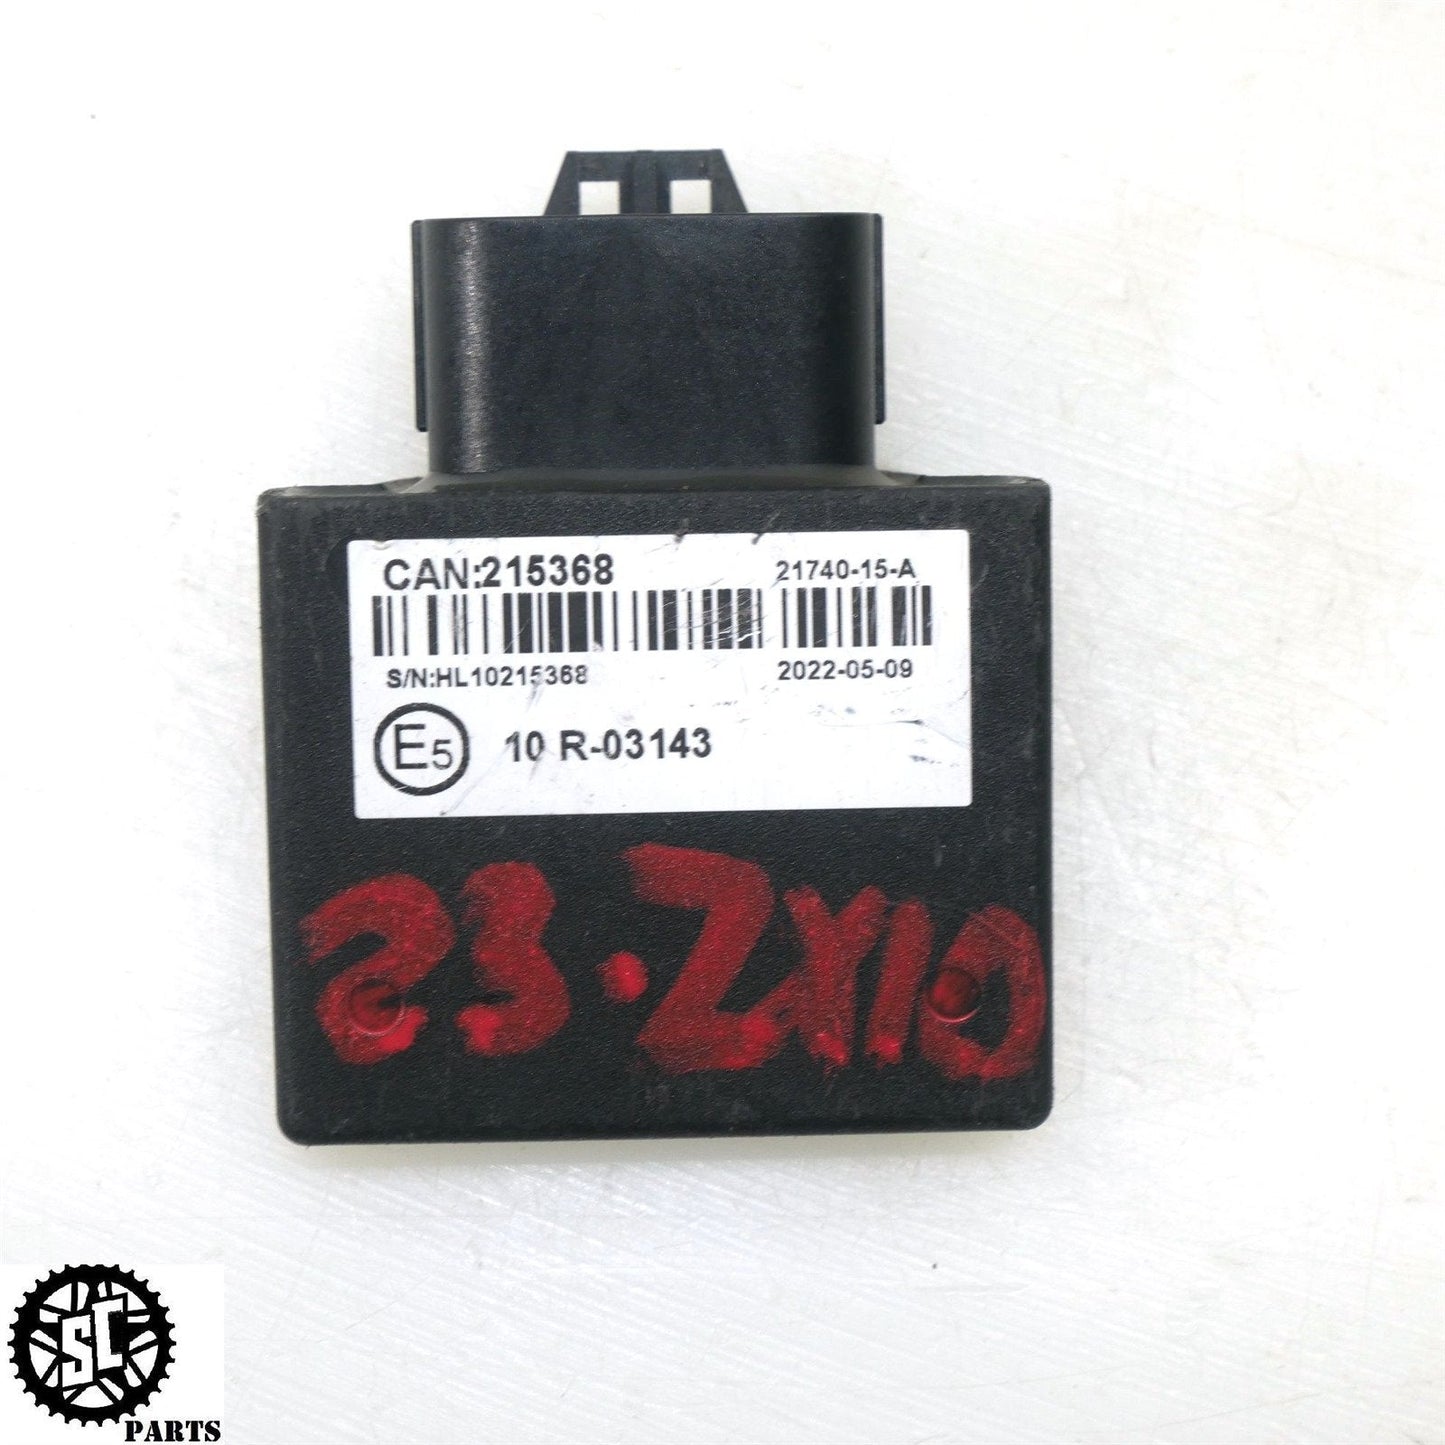 CAN:215368 21740-15-A
S/N:HL10215368 2022-05-09
E5 10 R-03143
23.ZX10
SC
PARTS